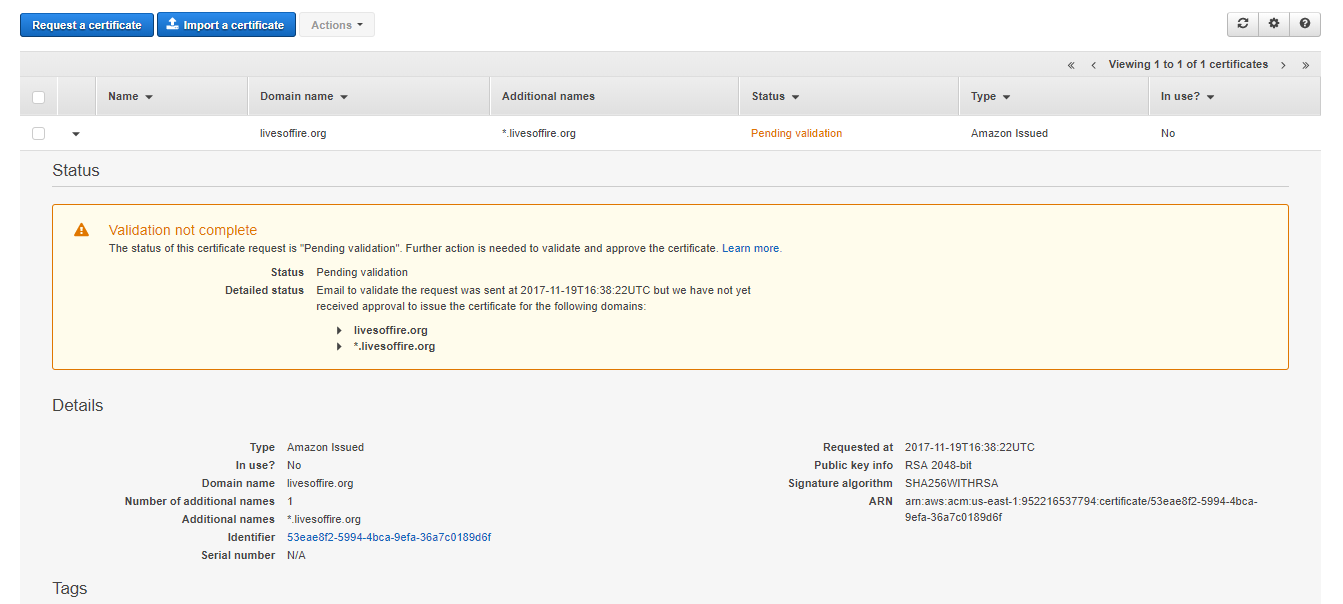 Request a certificate Import a certificate Actions
« ‹ Viewing 1 to 1 of 1 certificates › »
Name Domain name Additional names Status Type In use?
livesoffire.org *.livesoffire.org Pending validation Amazon Issued No
Status
Validation not complete
The status of this certificate request is "Pending validation". Further action is needed to validate and approve the certificate. Learn more.
Status Pending validation
Detailed status Email to validate the request was sent at 2017-11-19T16:38:22UTC but we have not yet
received approval to issue the certificate for the following domains:
livesoffire.org
*.livesoffire.org
Details
Type Amazon Issued
In use? No
Domain name livesoffire.org
Number of additional names 1
Additional names *.livesoffire.org
Identifier 53eae8f2-5994-4bca-9efa-36a7c0189d6f
Serial number N/A
Requested at 2017-11-19T16:38:22UTC
Public key info RSA 2048-bit
Signature algorithm SHA256WITHRSA
ARN arn:aws:acm:us-east-1:952216537794:certificate/53eae8f2-5994-4bca-
9efa-36a7c0189d6f
Tags